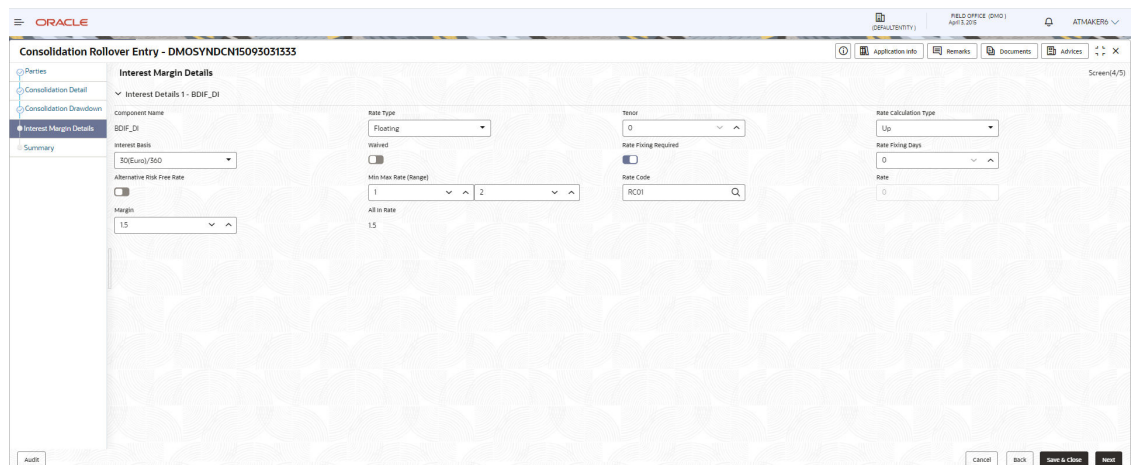 ORACLE
(DEFAULTENTITY)
FIELD OFFICE (DMO)
April 3, 2015
ATMAKER6
Consolidation Rollover Entry - DMOSYNDCN15093031333
Application Info
Remarks
Documents
Advices
Parties
Consolidation Detail
Consolidation Drawdown
Interest Margin Details
Summary
Interest Margin Details
Screen(4/5)
Interest Details 1 - BDIF_DI
Component Name
Rate Type
Tenor
Rate Calculation Type
BDIF_DI
Floating
0
Up
Interest Basis
Waived
Rate Fixing Required
Rate Fixing Days
30(Euro)/360
0
Alternative Risk Free Rate
Min Max Rate (Range)
Rate Code
Rate
1
2
RC01
0
Margin
All In Rate
1.5
1.5
Audit
Cancel
Back
Save & Close
Next